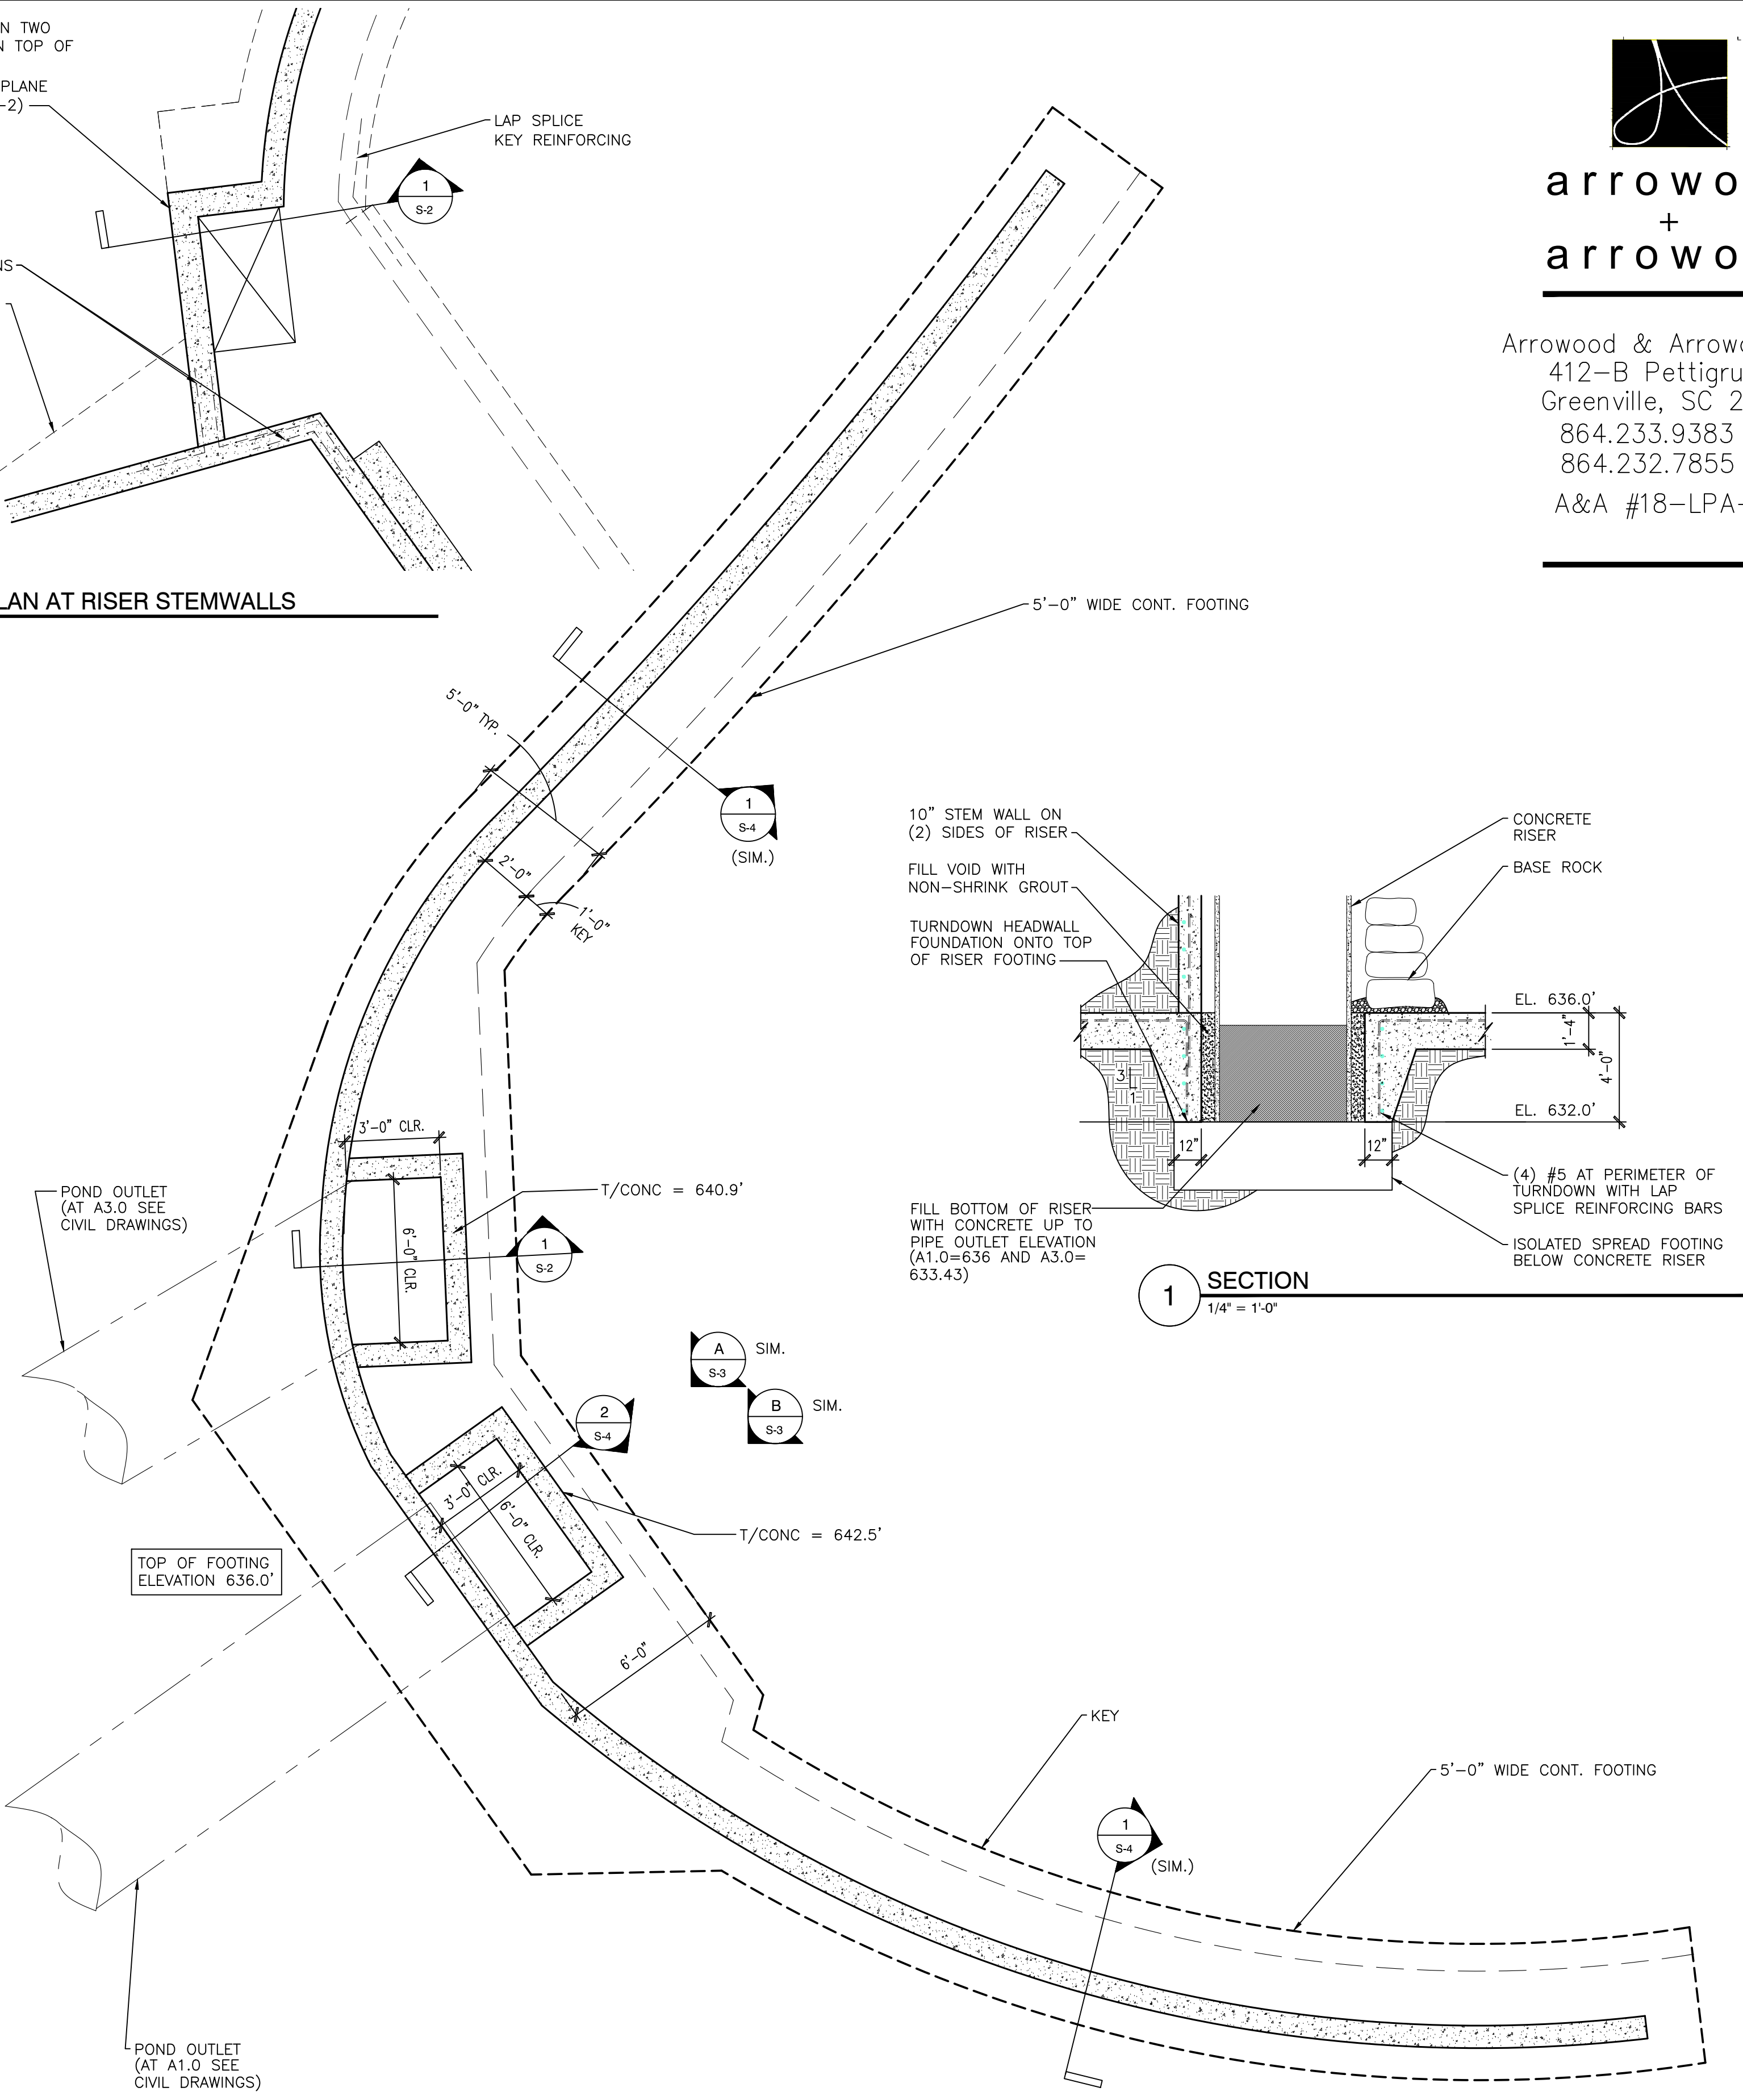 N TWO
N TOP OF
PLANE
-2)
LAP SPLICE
KEY REINFORCING
1
S-2
NS
LAN AT RISER STEMWALLS
arrowo
+
arrowo
Arrowood & Arrowo
412-B Pettigru
Greenville, SC 2
864.233.9383
864.232.7855
A&A #18-LPA-
5'-0" WIDE CONT. FOOTING
5'-0" TYP.
1
S-4
(SIM.)
2'-0"
1'-0"
KEY
10" STEM WALL ON
(2) SIDES OF RISER
FILL VOID WITH
NON-SHRINK GROUT
TURNDOWN HEADWALL
FOUNDATION ONTO TOP
OF RISER FOOTING
CONCRETE
RISER
BASE ROCK
EL. 636.0'
1'-4"
4'-0"
3
1
EL. 632.0'
12"
12"
(4) #5 AT PERIMETER OF
TURNDOWN WITH LAP
SPLICE REINFORCING BARS
FILL BOTTOM OF RISER
WITH CONCRETE UP TO
PIPE OUTLET ELEVATION
(A1.0=636 AND A3.0=
633.43)
ISOLATED SPREAD FOOTING
BELOW CONCRETE RISER
1
SECTION
1/4" = 1'-0"
3'-0" CLR.
POND OUTLET
(AT A3.0 SEE
CIVIL DRAWINGS)
T/CONC = 640.9'
6'-0" CLR.
1
S-2
A
S-3
SIM.
B
S-3
SIM.
2
S-4
3'-0" CLR.
6'-0" CLR.
T/CONC = 642.5'
TOP OF FOOTING
ELEVATION 636.0'
6'-0"
KEY
5'-0" WIDE CONT. FOOTING
1
S-4
(SIM.)
POND OUTLET
(AT A1.0 SEE
CIVIL DRAWINGS)